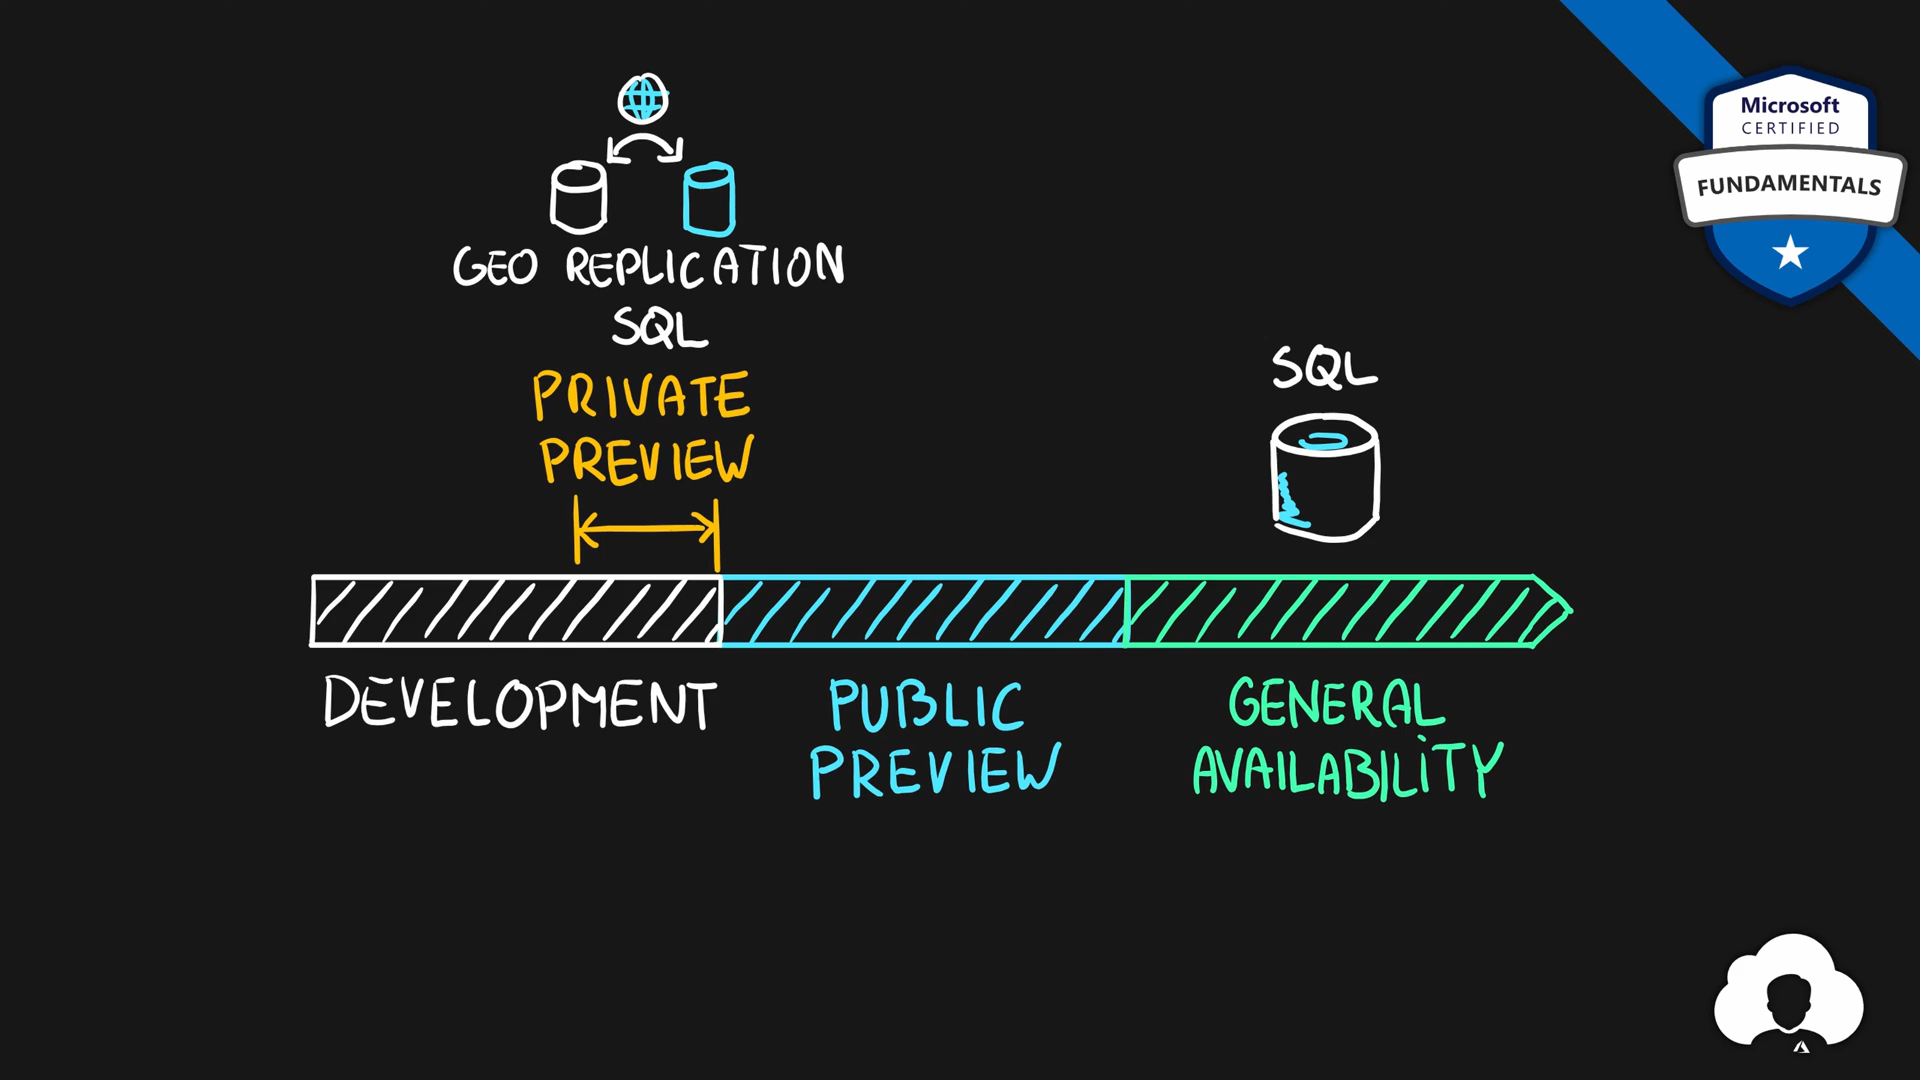 Microsoft
CERTIFIED
FUNDAMENTALS
GEO REPLICATION
SQL
PRIVATE
PREVIEW
SQL
DEVELOPMENT
PUBLIC
PREVIEW
GENERAL
AVAILABILITY